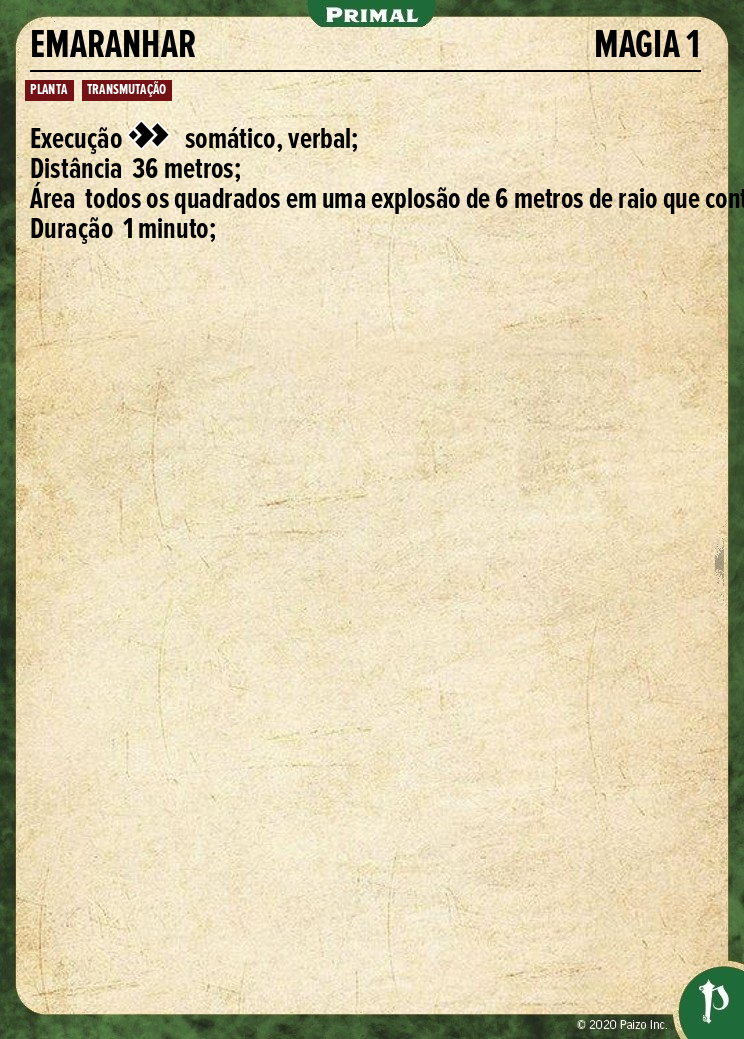 PRIMAL
EMARANHAR MAGIA 1
PLANTA TRANSMUTAÇÃO
Execução somático, verbal;
Distância 36 metros;
Área todos os quadrados em uma explosão de 6 metros de raio que cont
Duração 1 minuto;
© 2020 Paizo Inc.